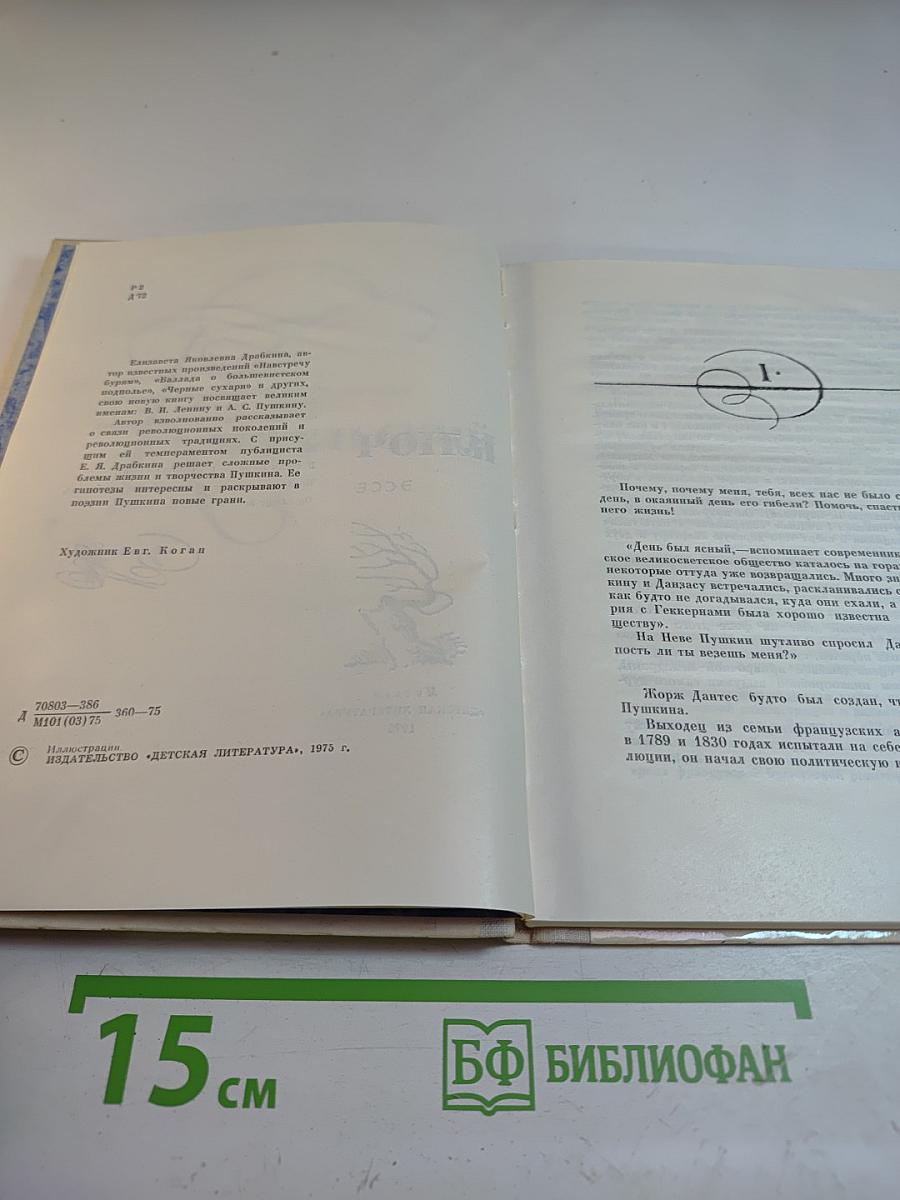 Р 2
Д 72
Елизавета Яковлевна Драбкина, ав-
тор известных произведений «Навстречу
бурям», «Баллада о большевистском
подполье», «Черные сухари» и других,
свою новую книгу посвящает великим
именам: В. И. Ленину и А. С. Пушкину.
Автор взволнованно рассказывает
о связи революционных поколений и
революционных традициях. С прису-
щим ей темпераментом публициста
Е. Я. Драбкина решает сложные про-
блемы жизни и творчества Пушкина. Ее
гипотезы интересны и раскрывают в
поэзии Пушкина новые грани.
Художник Евг. Коган
Д 70803—386
М101(03)75 360—75
© Иллюстрации.
ИЗДАТЕЛЬСТВО «ДЕТСКАЯ ЛИТЕРАТУРА», 1975 г.
I.
Почему, почему меня, тебя, всех нас не было с
день, в окаянный день его гибели? Помочь, спасть
него жизнь!
«День был ясный,—вспоминает современник
ское великосветское общество каталось на гора
некоторые оттуда уже возвращались. Много зн
кину и Данзасу встречались, раскланивались с
как будто не догадывался, куда они ехали, а
рия с Геккернами была хорошо известна
ществу».
На Неве Пушкин шутливо спросил Да
пость ли ты везешь меня?»
Жорж Дантес будто был создан, чт
Пушкина.
Выходец из семьи французских а
в 1789 и 1830 годах испытали на себе
люции, он начал свою политическую к
15 см
БФ БИБЛИОФАН